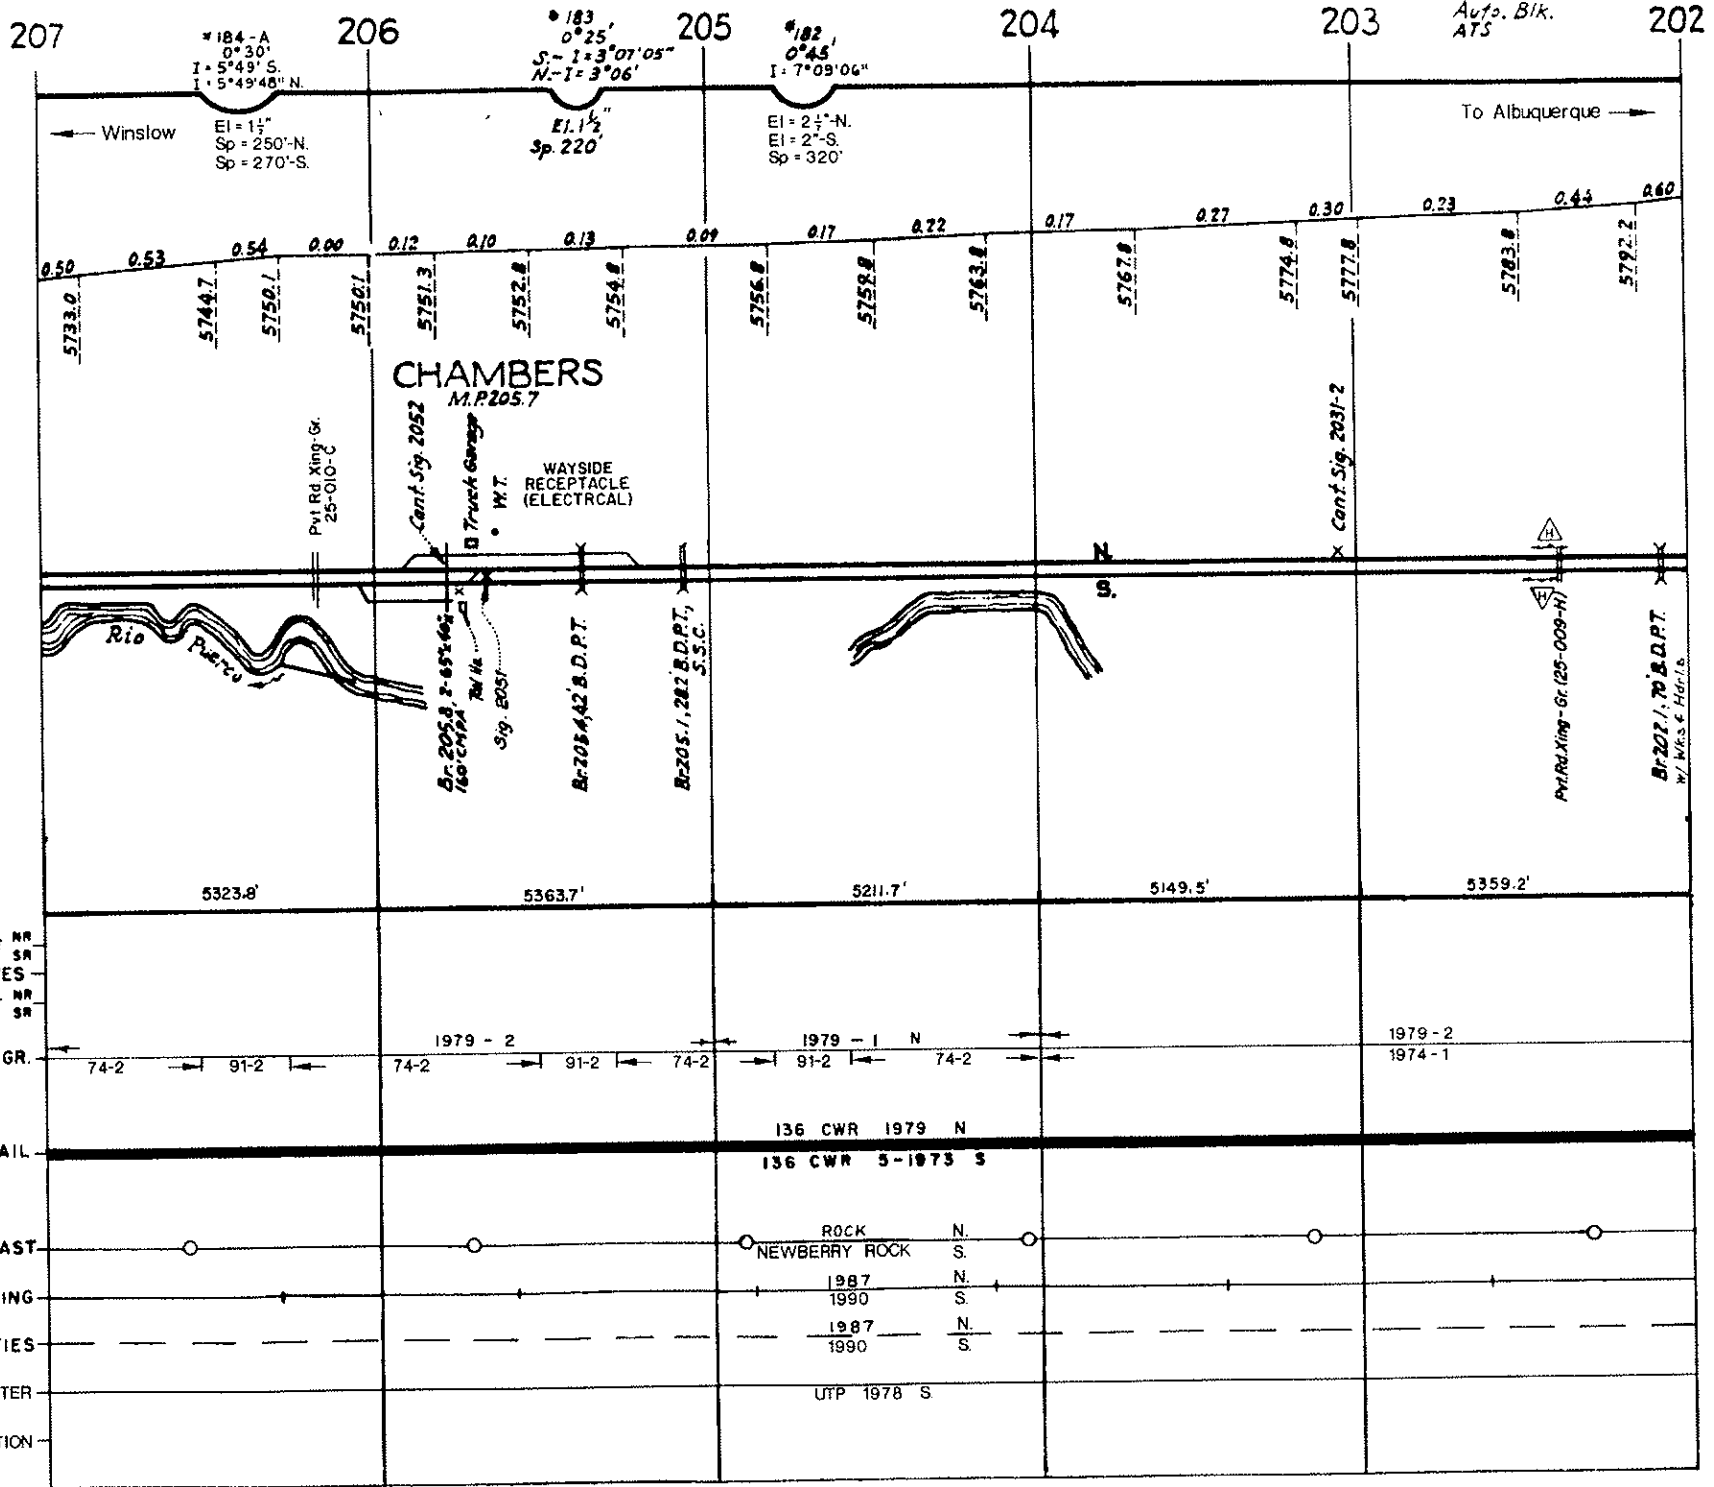 207
206
205
204
203
202
Auto. Blk.
ATS
#184-A
0°30'
I = 5°49' S.
I = 5°49'48" N.
#183
0°25'
S.- I = 3°07'05"
N.- I = 3°06'
#182
0°45'
I = 7°09'06"
Winslow
To Albuquerque
El = 1½"
Sp = 250'-N.
Sp = 270'-S.
El. 1½"
Sp. 220'
El = 2½"-N.
El = 2"-S.
Sp = 320'
0.50 0.53 0.54 0.00 0.12 0.10 0.13 0.09 0.17 0.22 0.17 0.27 0.30 0.23 0.44 0.60
5733.0 5744.7 5750.1 5750.1 5751.3 5752.8 5754.8 5756.8 5759.8 5763.8 5767.8 5774.8 5777.8 5783.8 5792.2
CHAMBERS
M.P. 205.7
Pvt Rd Xing-Gr.
25-010-C
Cant. Sig. 2052
Truck Garage
W.T.
WAYSIDE
RECEPTACLE
(ELECTRCAL)
Cant. Sig. 2031-2
H
N.
S.
H
Rio Puerco
Br. 205.8, 2-65"x40"
160' CMPA
Sig. 2051
Br. 205.4, 42' B.D.P.T.
Br. 205.1, 282' B.D.P.T.,
S.S.C.
Pvt. Rd. Xing-Gr. (25-009-H)
Br. 202.1, 70' B.D.P.T.
w/ Wks & Hdrls.
5323.8' 5363.7' 5211.7' 5149.5' 5359.2'
NR
SR
ES
NR
SR
1979 - 2 1979 - 1 N 1979 - 2
GR. 74-2 91-2 74-2 91-2 74-2 91-2 74-2 1974-1
136 CWR 1979 N
AIL
136 CWR 5-1973 S
ROCK N.
AST
NEWBERRY ROCK S.
1987 N.
ING
1990 S.
1987 N.
TIES
1990 S.
TER UTP 1978 S
TION